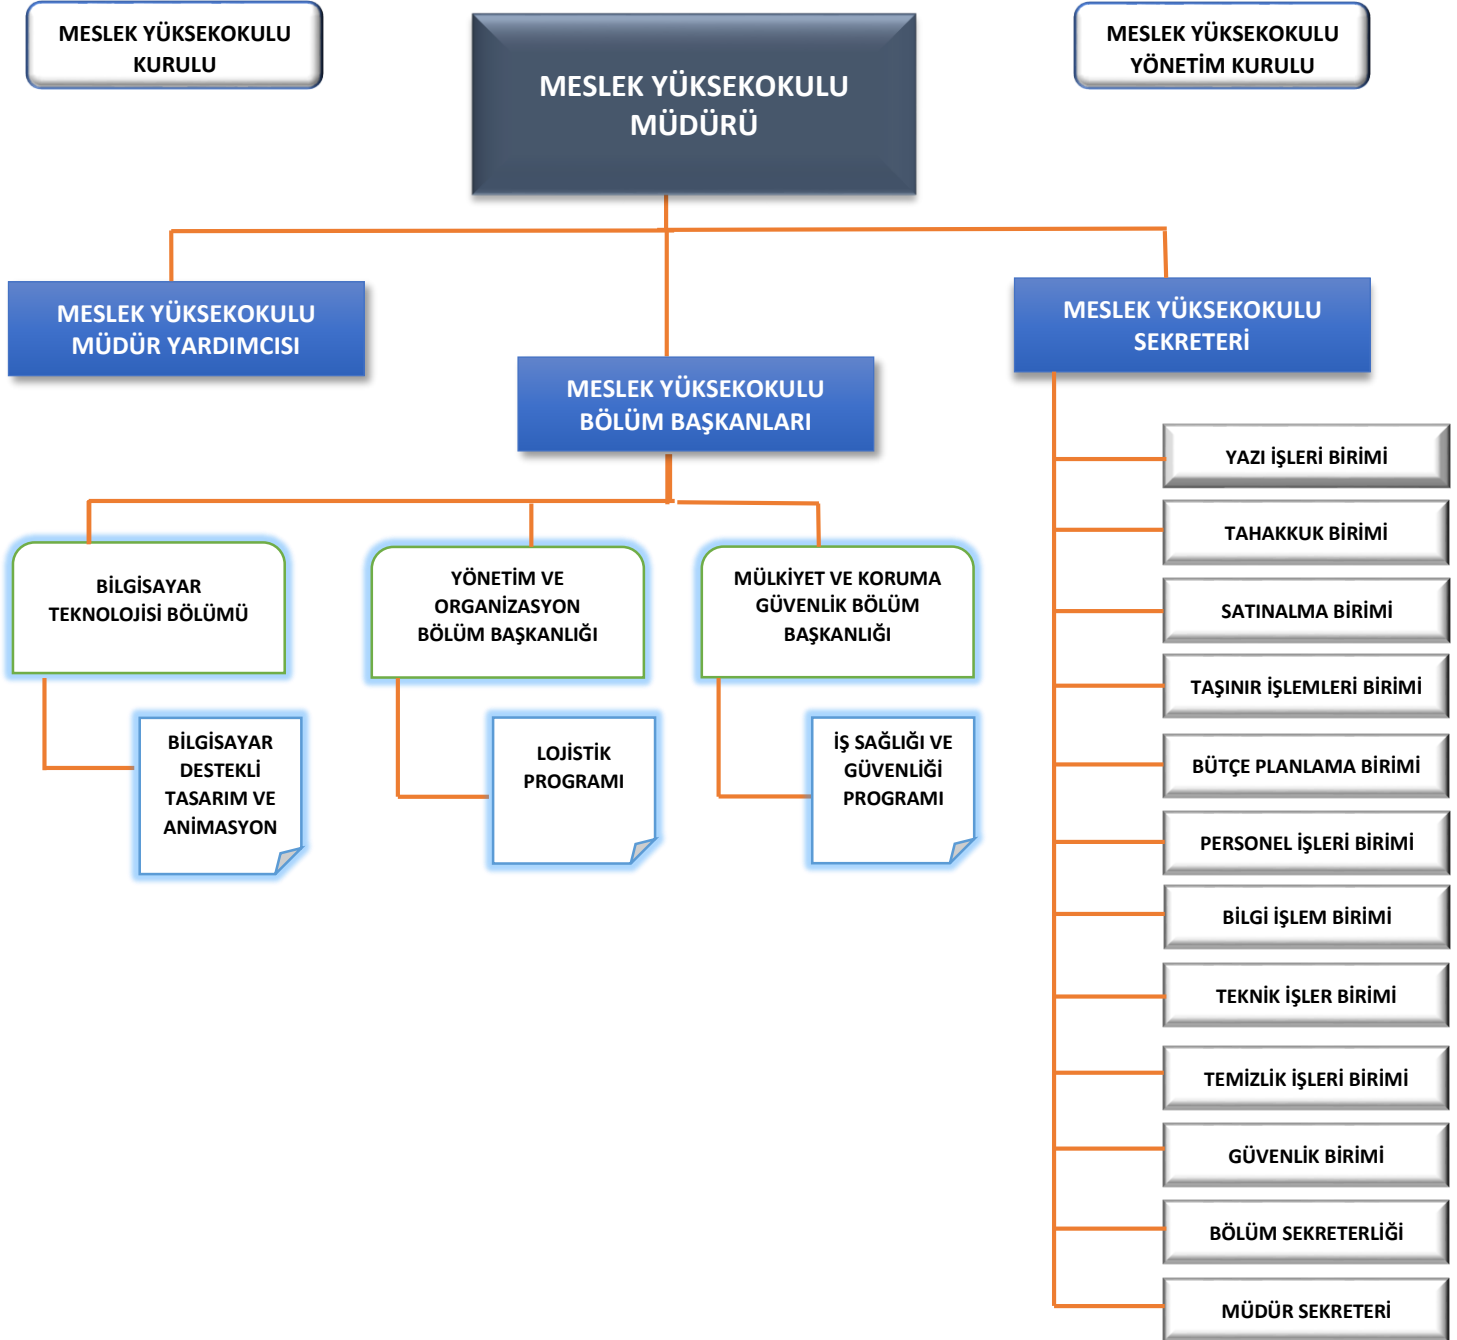 MESLEK YÜKSEKOKULU
KURULU
MESLEK YÜKSEKOKULU
MÜDÜRÜ
MESLEK YÜKSEKOKULU
YÖNETİM KURULU
MESLEK YÜKSEKOKULU
MÜDÜR YARDIMCISI
MESLEK YÜKSEKOKULU
BÖLÜM BAŞKANLARI
MESLEK YÜKSEKOKULU
SEKRETERİ
BİLGİSAYAR
TEKNOLOJİSİ BÖLÜMÜ
YÖNETİM VE
ORGANİZASYON
BÖLÜM BAŞKANLIĞI
MÜLKİYET VE KORUMA
GÜVENLİK BÖLÜM
BAŞKANLIĞI
BİLGİSAYAR
DESTEKLİ
TASARIM VE
ANİMASYON
LOJİSTİK
PROGRAMI
İŞ SAĞLIĞI VE
GÜVENLİĞİ
PROGRAMI
YAZI İŞLERİ BİRİMİ
TAHAKKUK BİRİMİ
SATINALMA BİRİMİ
TAŞINIR İŞLEMLERİ BİRİMİ
BÜTÇE PLANLAMA BİRİMİ
PERSONEL İŞLERİ BİRİMİ
BİLGİ İŞLEM BİRİMİ
TEKNİK İŞLER BİRİMİ
TEMİZLİK İŞLERİ BİRİMİ
GÜVENLİK BİRİMİ
BÖLÜM SEKRETERLİĞİ
MÜDÜR SEKRETERİ